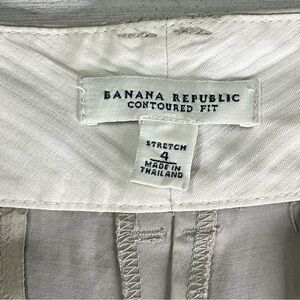 BANANA REPUBLIC
CONTOURED FIT
STRETCH
4
MADE IN
THAILAND